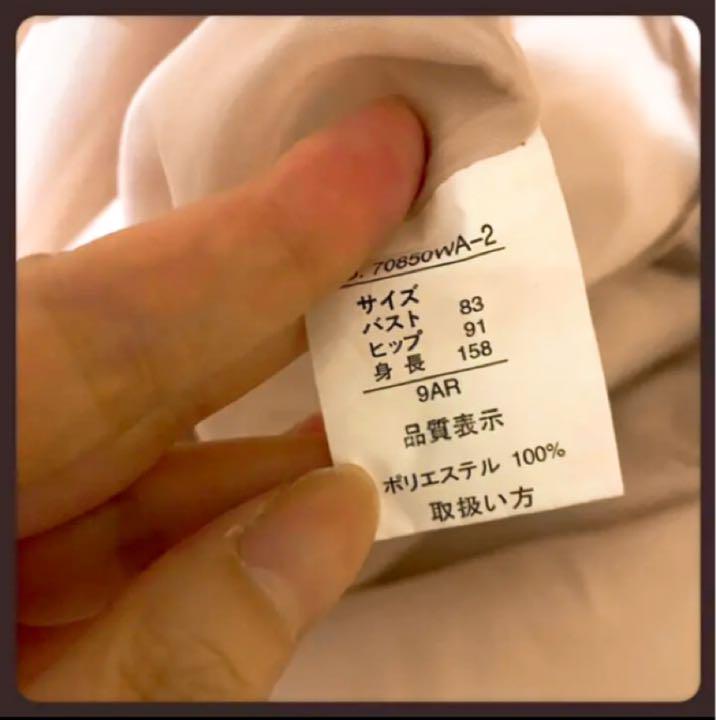 70850WA-2
サイズ
バスト 83
ヒップ 91
身長 158
9AR
品質表示
ポリエステル 100%
取扱い方